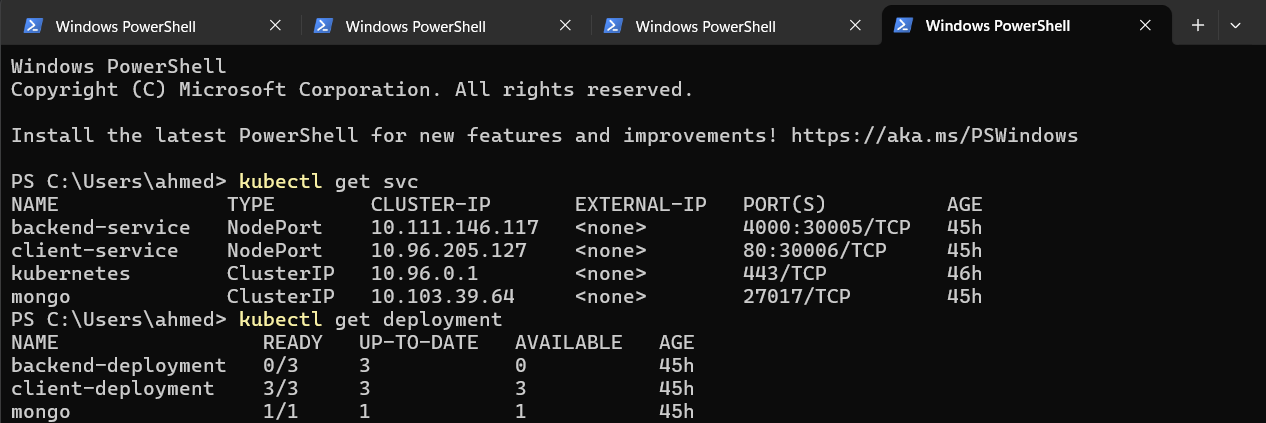 Windows PowerShell Windows PowerShell Windows PowerShell Windows PowerShell
Windows PowerShell
Copyright (C) Microsoft Corporation. All rights reserved.
Install the latest PowerShell for new features and improvements! https://aka.ms/PSWindows
PS C:\Users\ahmed> kubectl get svc
NAME TYPE CLUSTER-IP EXTERNAL-IP PORT(S) AGE
backend-service NodePort 10.111.146.117 <none> 4000:30005/TCP 45h
client-service NodePort 10.96.205.127 <none> 80:30006/TCP 45h
kubernetes ClusterIP 10.96.0.1 <none> 443/TCP 46h
mongo ClusterIP 10.103.39.64 <none> 27017/TCP 45h
PS C:\Users\ahmed> kubectl get deployment
NAME READY UP-TO-DATE AVAILABLE AGE
backend-deployment 0/3 3 0 45h
client-deployment 3/3 3 3 45h
mongo 1/1 1 1 45h